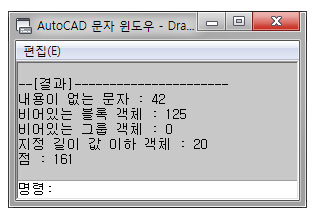 AutoCAD 문자 윈도우 - Dra...
편집(E)
--[결과]----------------------
내용이 없는 문자 : 42
비어있는 블록 객체 : 125
비어있는 그룹 객체 : 0
지정 길이 값 이하 객체 : 20
점 : 161
명령: